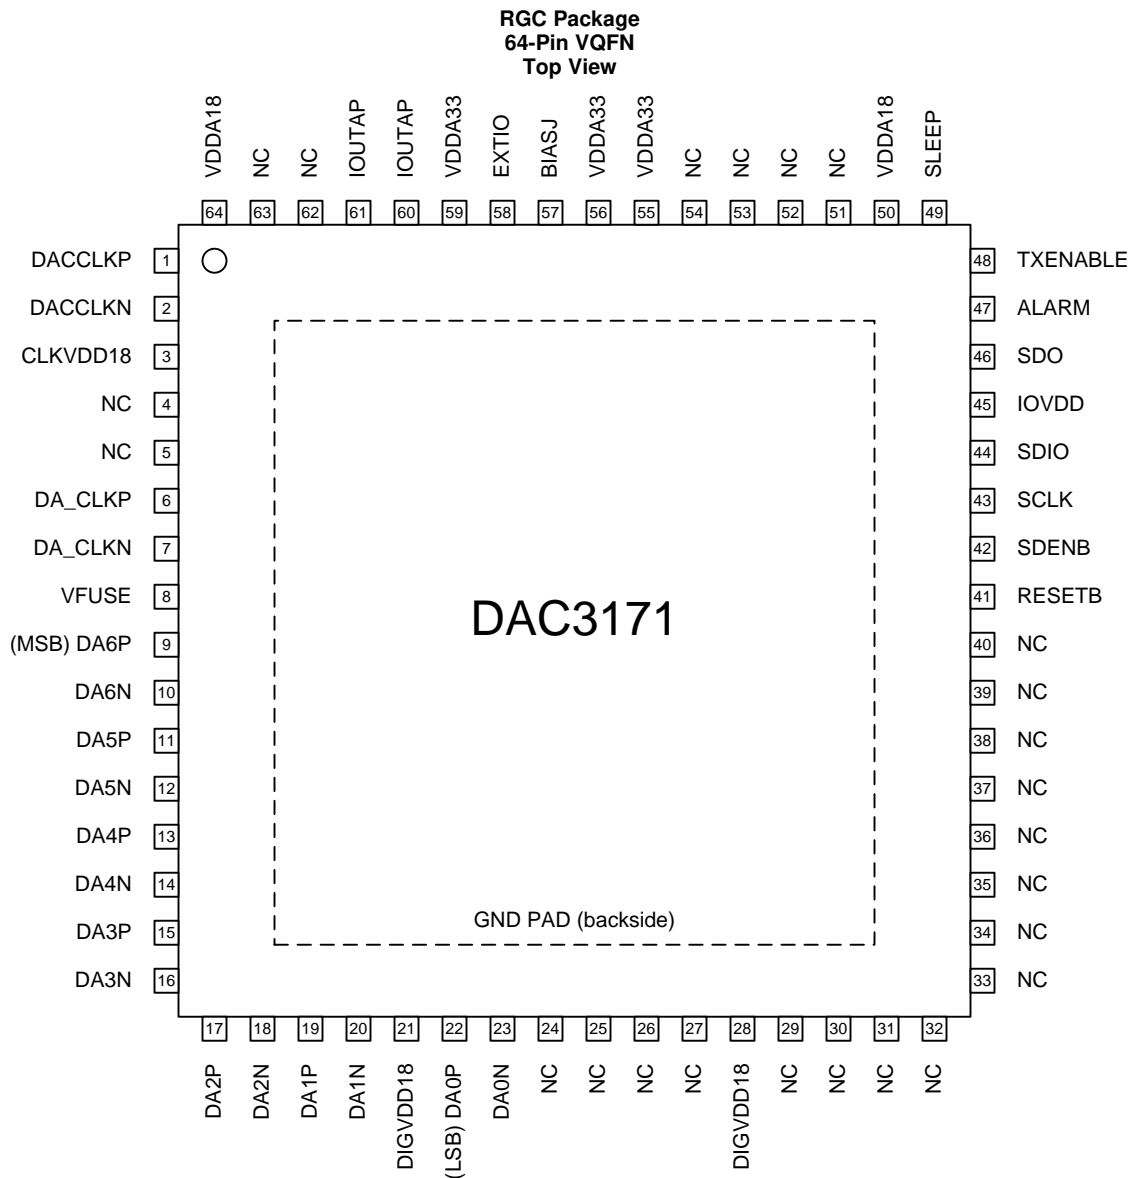 RGC Package
64-Pin VQFN
Top View
VDDA18
NC
NC
IOUTAP
IOUTAP
VDDA33
EXTIO
BIASJ
VDDA33
VDDA33
NC
NC
NC
NC
VDDA18
SLEEP
64 63 62 61 60 59 58 57 56 55 54 53 52 51 50 49
DACCLKP 1 48 TXENABLE
DACCLKN 2 47 ALARM
CLKVDD18 3 46 SDO
NC 4 45 IOVDD
NC 5 44 SDIO
DA_CLKP 6 43 SCLK
DA_CLKN 7 42 SDENB
VFUSE 8 41 RESETB
DAC3171
(MSB) DA6P 9 40 NC
DA6N 10 39 NC
DA5P 11 38 NC
DA5N 12 37 NC
DA4P 13 36 NC
DA4N 14 35 NC
GND PAD (backside)
DA3P 15 34 NC
DA3N 16 33 NC
17 18 19 20 21 22 23 24 25 26 27 28 29 30 31 32
DA2P
DA2N
DA1P
DA1N
DIGVDD18
(LSB) DA0P
DA0N
NC
NC
NC
NC
DIGVDD18
NC
NC
NC
NC